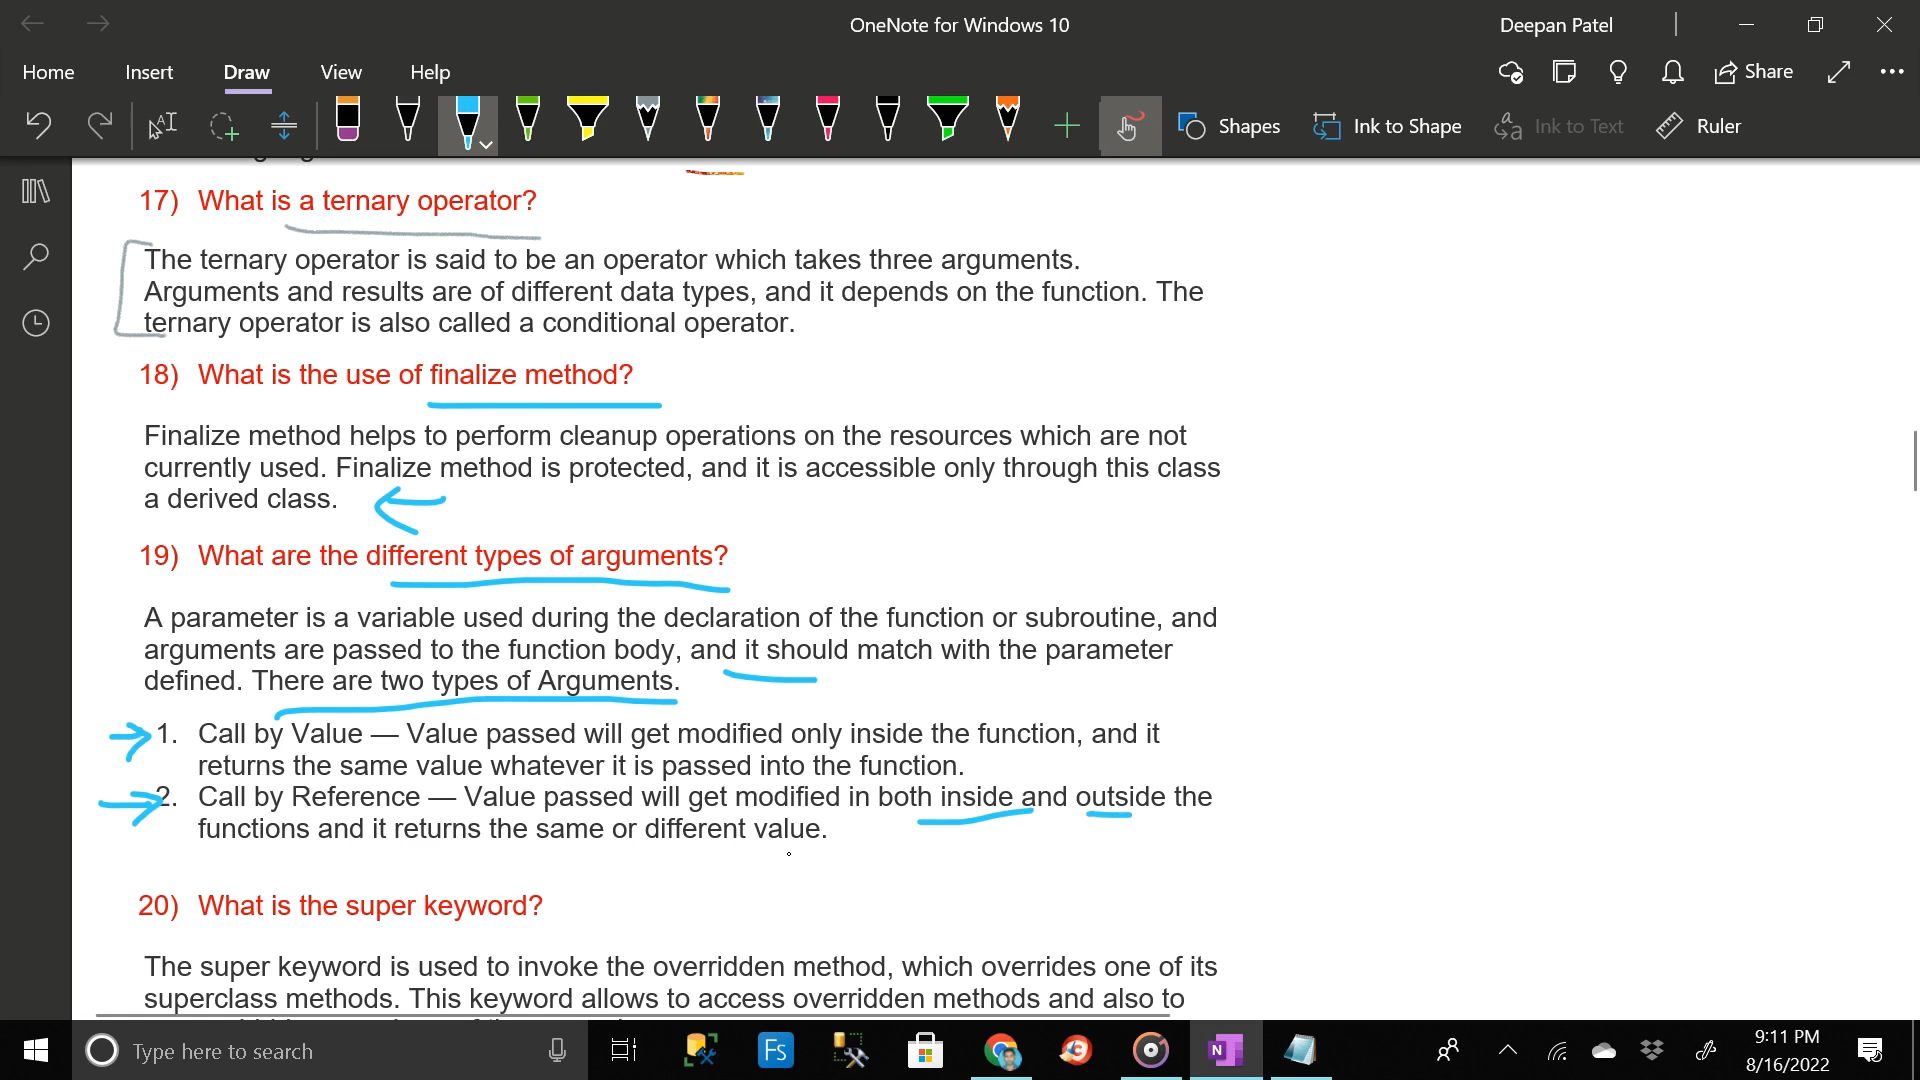 OneNote for Windows 10
Deepan Patel
Home Insert Draw View Help
Share
Shapes
Ink to Shape
Ink to Text
Ruler
17) What is a ternary operator?
The ternary operator is said to be an operator which takes three arguments.
Arguments and results are of different data types, and it depends on the function. The
ternary operator is also called a conditional operator.
18) What is the use of finalize method?
Finalize method helps to perform cleanup operations on the resources which are not
currently used. Finalize method is protected, and it is accessible only through this class
a derived class.
19) What are the different types of arguments?
A parameter is a variable used during the declaration of the function or subroutine, and
arguments are passed to the function body, and it should match with the parameter
defined. There are two types of Arguments.
1. Call by Value — Value passed will get modified only inside the function, and it
returns the same value whatever it is passed into the function.
2. Call by Reference — Value passed will get modified in both inside and outside the
functions and it returns the same or different value.
20) What is the super keyword?
The super keyword is used to invoke the overridden method, which overrides one of its
superclass methods. This keyword allows to access overridden methods and also to
Type here to search
Fs
N
9:11 PM
8/16/2022